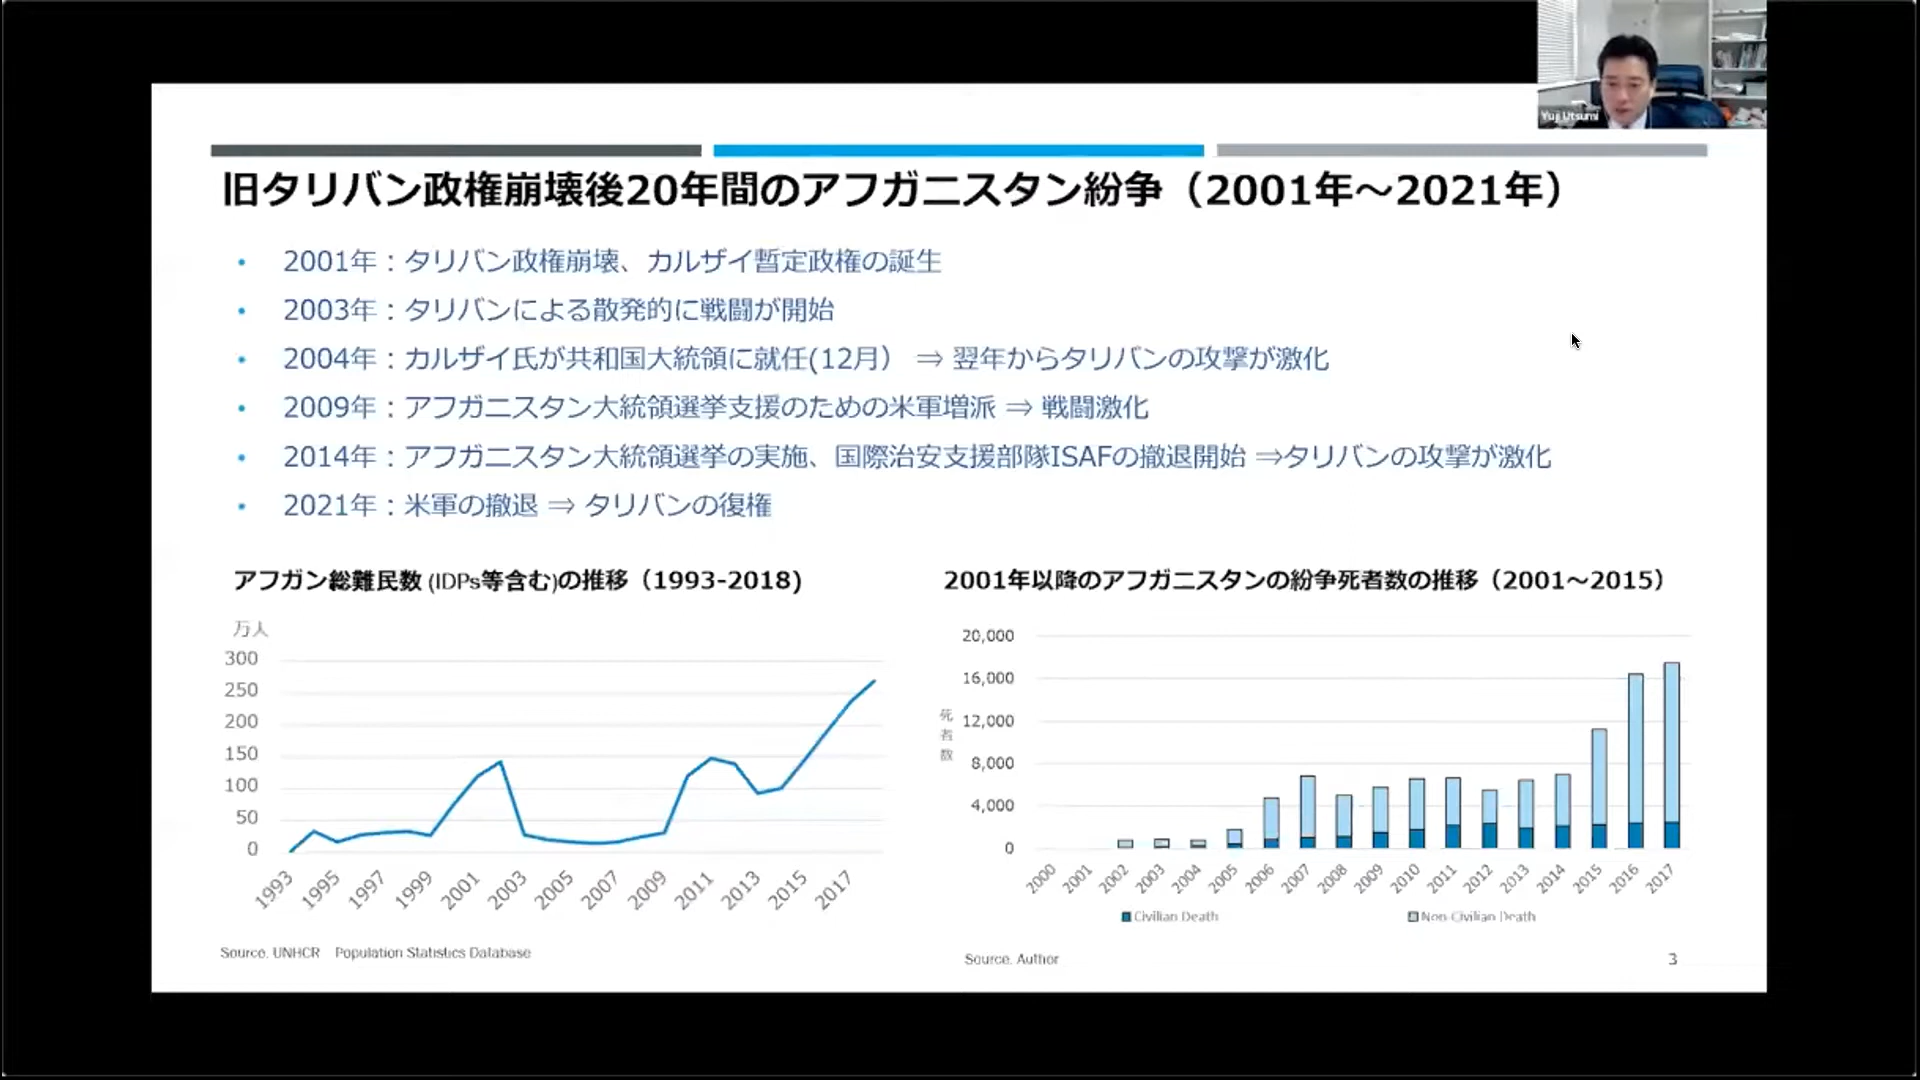 Yuji Utsumi
旧タリバン政権崩壊後20年間のアフガニスタン紛争（2001年～2021年）
• 2001年：タリバン政権崩壊、カルザイ暫定政権の誕生
• 2003年：タリバンによる散発的に戦闘が開始
• 2004年：カルザイ氏が共和国大統領に就任(12月） ⇒ 翌年からタリバンの攻撃が激化
• 2009年：アフガニスタン大統領選挙支援のための米軍増派 ⇒ 戦闘激化
• 2014年：アフガニスタン大統領選挙の実施、国際治安支援部隊ISAFの撤退開始 ⇒タリバンの攻撃が激化
• 2021年：米軍の撤退 ⇒ タリバンの復権
アフガン総難民数 (IDPs等含む)の推移（1993-2018)
万人
300
250
200
150
100
50
0
1993 1995 1997 1999 2001 2003 2005 2007 2009 2011 2013 2015 2017
Source. UNHCR Population Statistics Database
2001年以降のアフガニスタンの紛争死者数の推移（2001～2015）
死者数
20,000
16,000
12,000
8,000
4,000
0
2000 2001 2002 2003 2004 2005 2006 2007 2008 2009 2010 2011 2012 2013 2014 2015 2016 2017
Civilian Death Non-Civilian Death
Source. Author
3